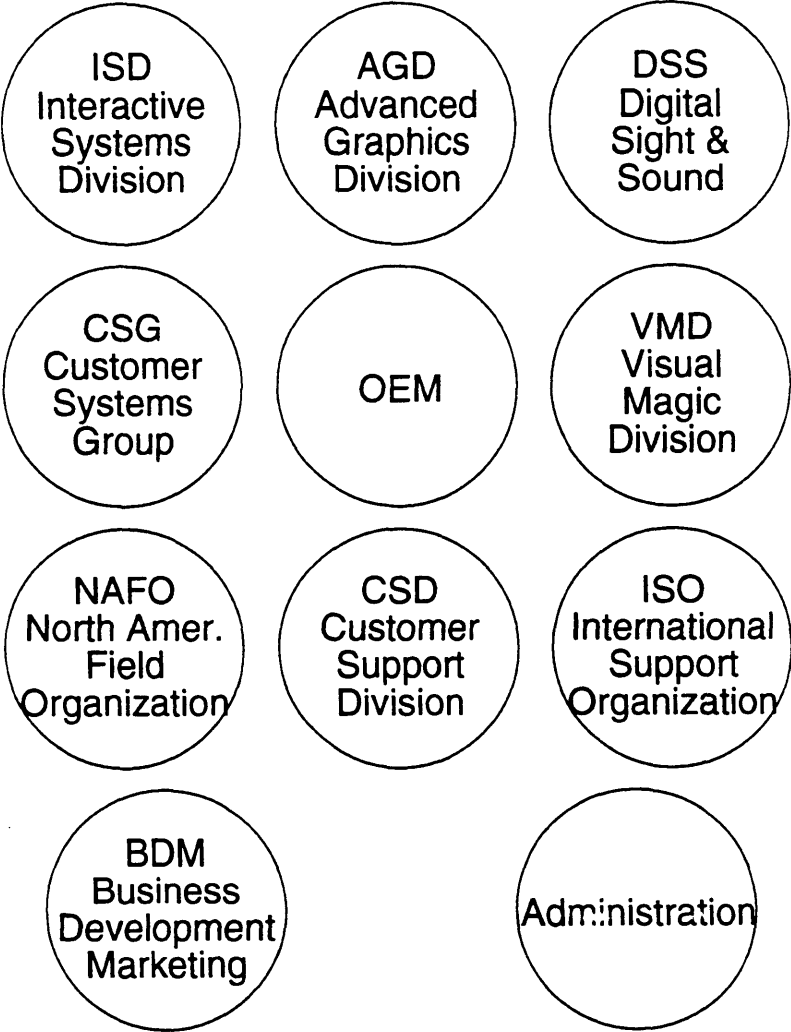 ISD
Interactive
Systems
Division
AGD
Advanced
Graphics
Division
DSS
Digital
Sight &
Sound
CSG
Customer
Systems
Group
OEM
VMD
Visual
Magic
Division
NAFO
North Amer.
Field
Organization
CSD
Customer
Support
Division
ISO
International
Support
Organization
BDM
Business
Development
Marketing
Administration